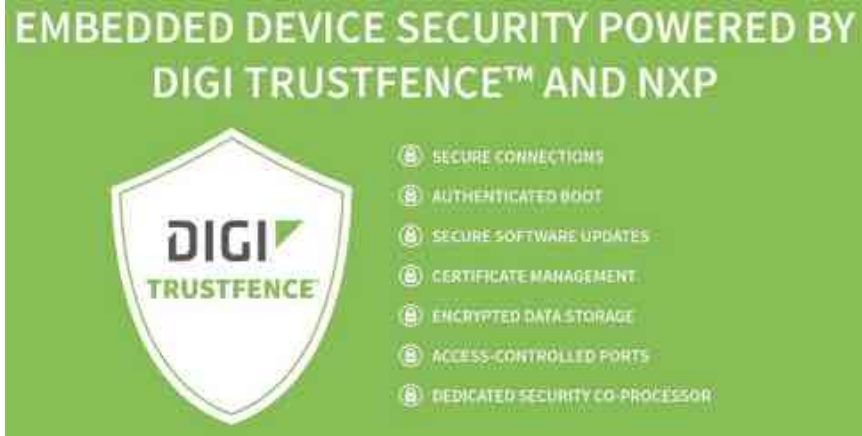 EMBEDDED DEVICE SECURITY POWERED BY
DIGI TRUSTFENCE™ AND NXP
DIGI
TRUSTFENCE
SECURE CONNECTIONS
AUTHENTICATED BOOT
SECURE SOFTWARE UPDATES
CERTIFICATE MANAGEMENT
ENCRYPTED DATA STORAGE
ACCESS-CONTROLLED PORTS
DEDICATED SECURITY CO-PROCESSOR